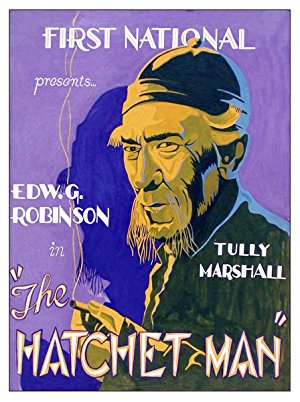 FIRST NATIONAL
presents...
EDW. G.
ROBINSON
in
TULLY
MARSHALL
"The
HATCHET MAN"